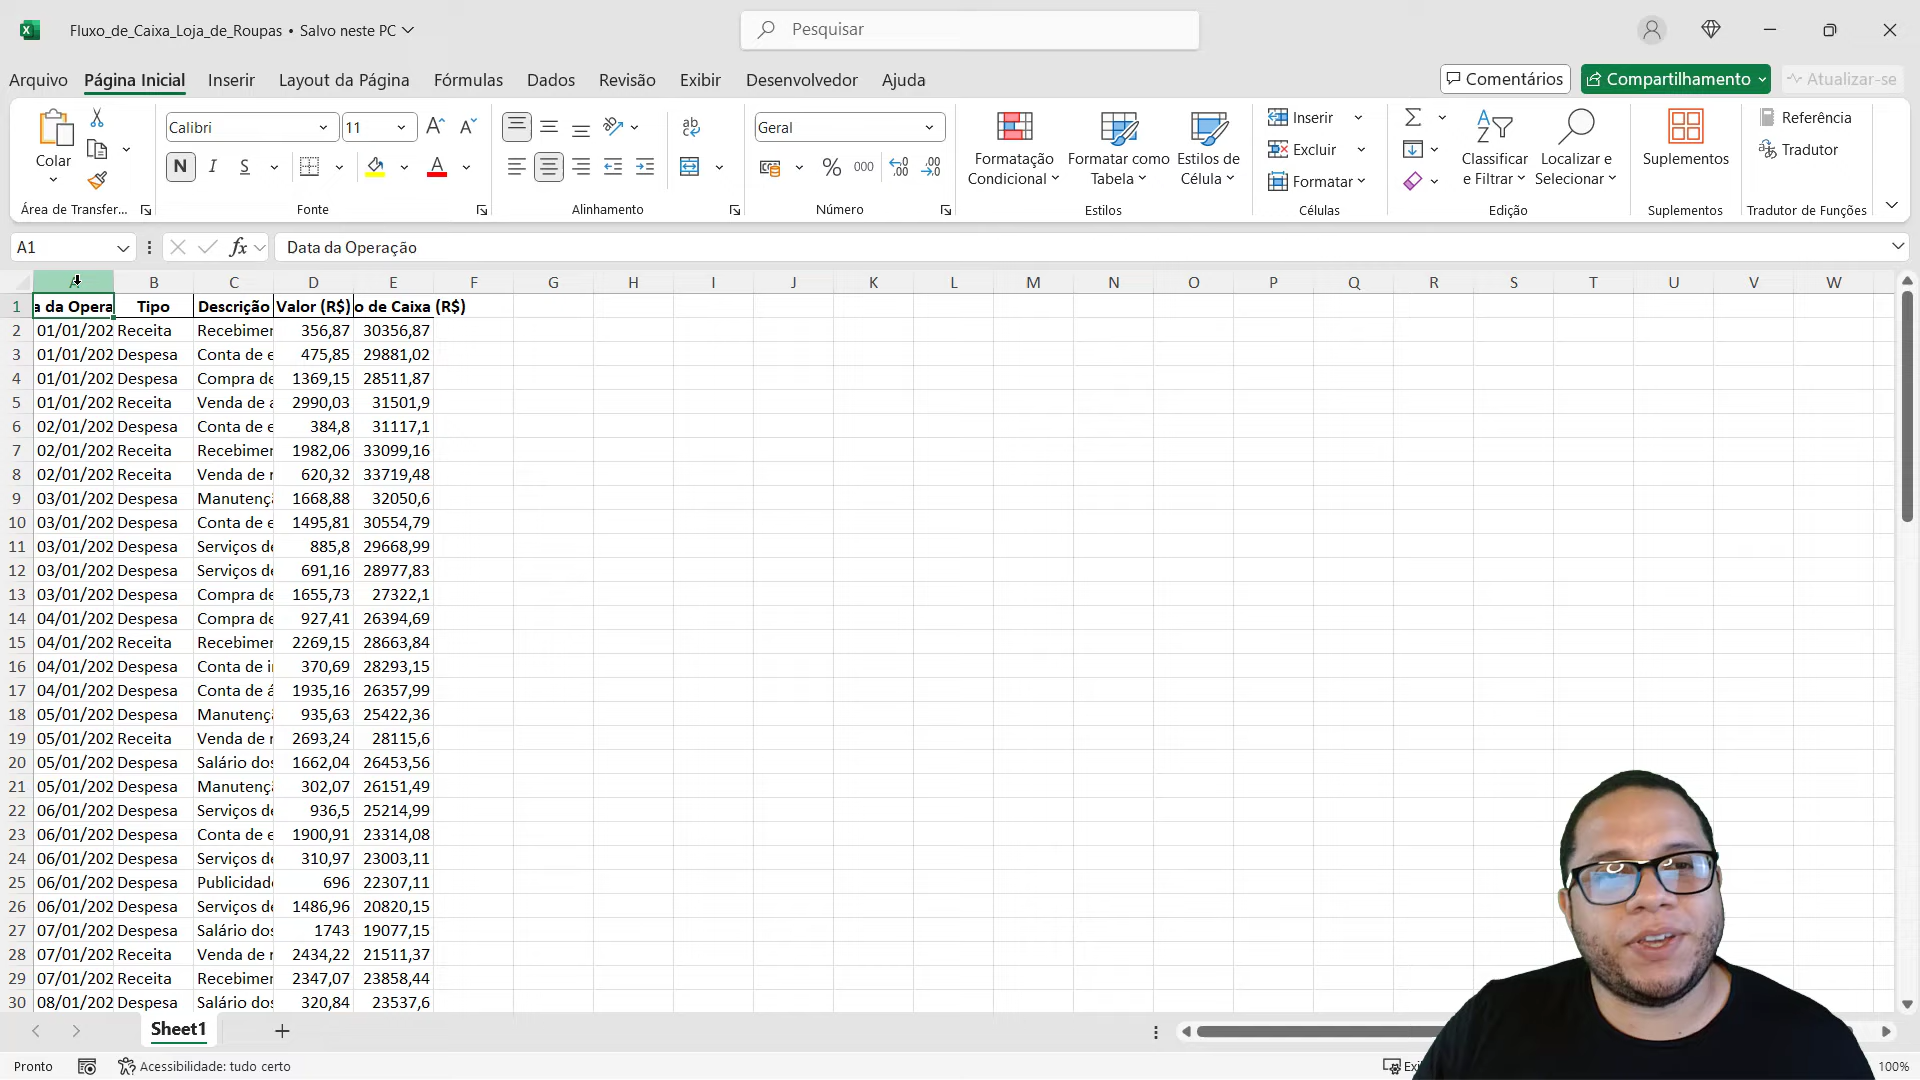 Fluxo_de_Caixa_Loja_de_Roupas • Salvo neste PC
Pesquisar
Arquivo Página Inicial Inserir Layout da Página Fórmulas Dados Revisão Exibir Desenvolvedor Ajuda
Comentários Compartilhamento Atualizar-se
Colar
Área de Transfer...
Calibri 11
N I S
Fonte
ab
Alinhamento
Geral
% 000
Número
Formatação Condicional
Formatar como Tabela
Estilos de Célula
Estilos
Inserir
Excluir
Formatar
Células
Classificar e Filtrar
Localizar e Selecionar
Edição
Suplementos
Suplementos
Referência
Tradutor
Tradutor de Funções
A1 fx Data da Operação
A B C D E F G H I J K L M N O P Q R S T U V W
1 a da Opera Tipo Descrição Valor (R$) o de Caixa (R$)
2 01/01/202 Receita Recebimer 356,87 30356,87
3 01/01/202 Despesa Conta de e 475,85 29881,02
4 01/01/202 Despesa Compra de 1369,15 28511,87
5 01/01/202 Receita Venda de a 2990,03 31501,9
6 02/01/202 Despesa Conta de e 384,8 31117,1
7 02/01/202 Receita Recebimer 1982,06 33099,16
8 02/01/202 Receita Venda de r 620,32 33719,48
9 03/01/202 Despesa Manutençã 1668,88 32050,6
10 03/01/202 Despesa Conta de e 1495,81 30554,79
11 03/01/202 Despesa Serviços de 885,8 29668,99
12 03/01/202 Despesa Serviços de 691,16 28977,83
13 03/01/202 Despesa Compra de 1655,73 27322,1
14 04/01/202 Despesa Compra de 927,41 26394,69
15 04/01/202 Receita Recebimer 2269,15 28663,84
16 04/01/202 Despesa Conta de i 370,69 28293,15
17 04/01/202 Despesa Conta de á 1935,16 26357,99
18 05/01/202 Despesa Manutençã 935,63 25422,36
19 05/01/202 Receita Venda de r 2693,24 28115,6
20 05/01/202 Despesa Salário dos 1662,04 26453,56
21 05/01/202 Despesa Manutençã 302,07 26151,49
22 06/01/202 Despesa Serviços de 936,5 25214,99
23 06/01/202 Despesa Conta de e 1900,91 23314,08
24 06/01/202 Despesa Serviços de 310,97 23003,11
25 06/01/202 Despesa Publicidade 696 22307,11
26 06/01/202 Despesa Serviços de 1486,96 20820,15
27 07/01/202 Despesa Salário dos 1743 19077,15
28 07/01/202 Receita Venda de r 2434,22 21511,37
29 07/01/202 Receita Recebimer 2347,07 23858,44
30 08/01/202 Despesa Salário dos 320,84 23537,6
Sheet1
Pronto Acessibilidade: tudo certo 100%